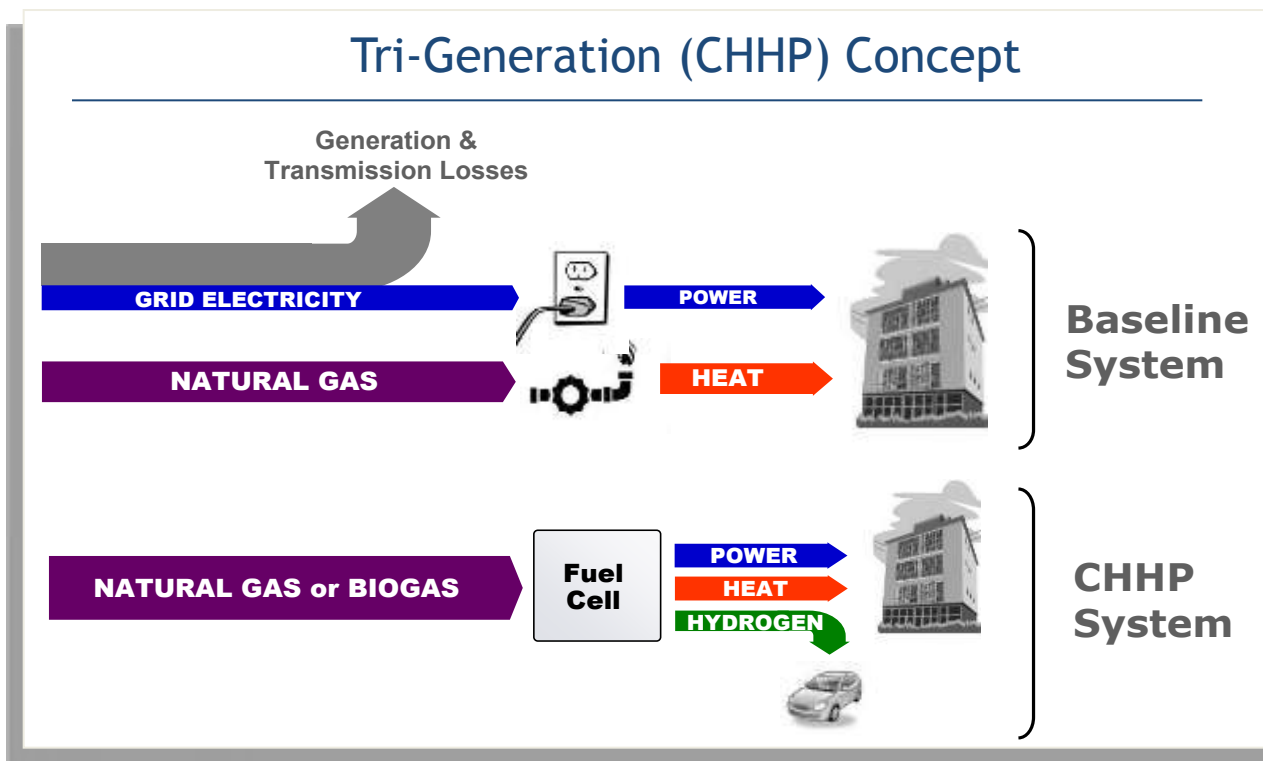 Tri-Generation (CHHP) Concept
Generation &
Transmission Losses
GRID ELECTRICITY
POWER
NATURAL GAS
HEAT
Baseline
System
NATURAL GAS or BIOGAS
Fuel
Cell
POWER
HEAT
HYDROGEN
CHHP
System